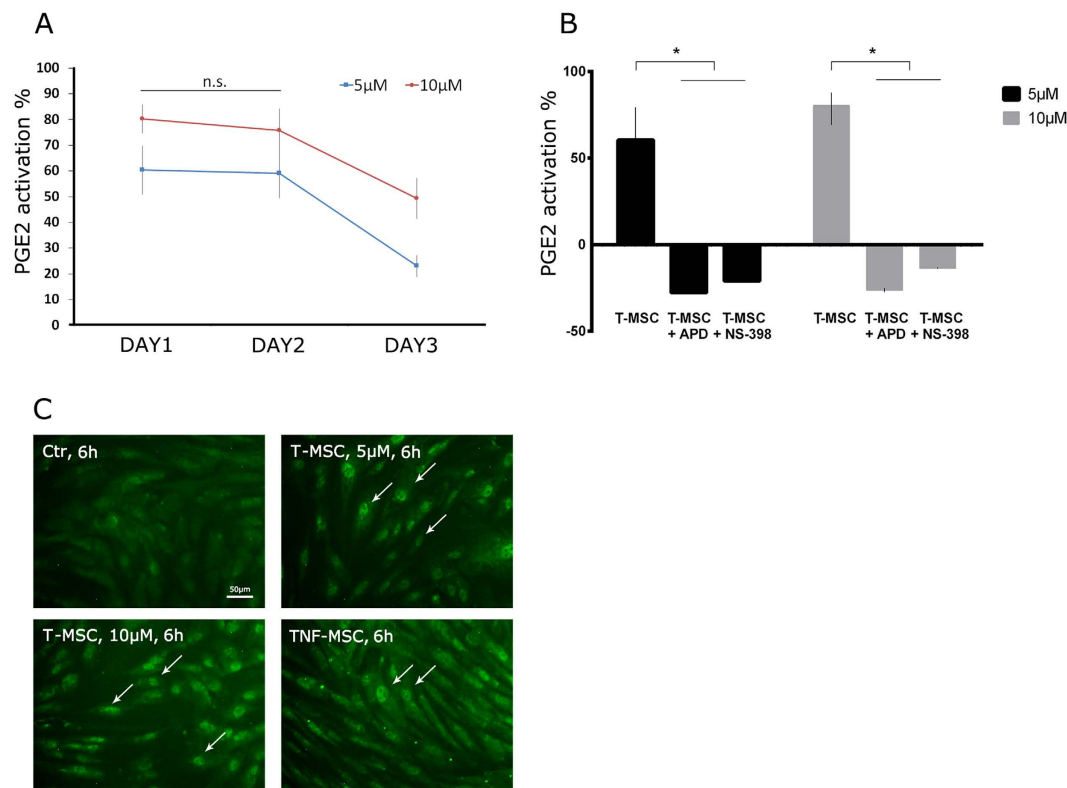 A
PGE2 activation %
100
90
80
70
60
50
40
30
20
10
0
n.s.
5µM
10µM
DAY1 DAY2 DAY3
B
PGE2 activation %
100
50
0
-50
*
*
5µM
10µM
T-MSC T-MSC T-MSC T-MSC T-MSC T-MSC
+ APD + NS-398 + APD + NS-398
C
Ctr, 6h
50µm
T-MSC, 5µM, 6h
T-MSC, 10µM, 6h
TNF-MSC, 6h